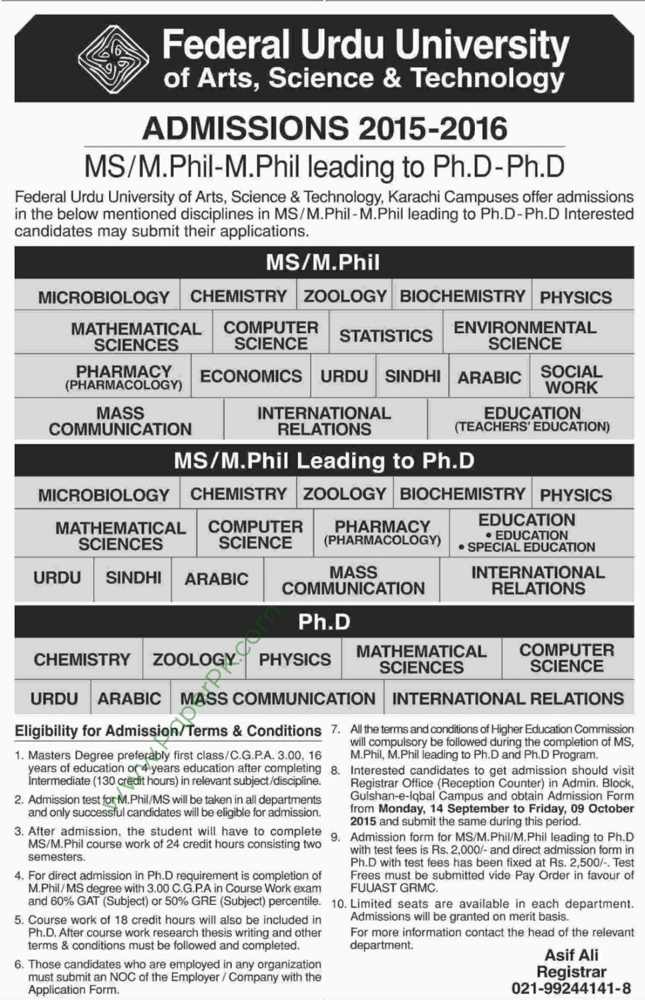 Federal Urdu University
of Arts, Science & Technology
ADMISSIONS 2015-2016
MS/M.Phil-M.Phil leading to Ph.D-Ph.D
Federal Urdu University of Arts, Science & Technology, Karachi Campuses offer admissions
in the below mentioned disciplines in MS/M.Phil-M.Phil leading to Ph.D-Ph.D Interested
candidates may submit their applications.
MS/M.Phil
MICROBIOLOGY CHEMISTRY ZOOLOGY BIOCHEMISTRY PHYSICS
MATHEMATICAL SCIENCES COMPUTER SCIENCE STATISTICS ENVIRONMENTAL SCIENCE
PHARMACY (PHARMACOLOGY) ECONOMICS URDU SINDHI ARABIC SOCIAL WORK
MASS COMMUNICATION INTERNATIONAL RELATIONS EDUCATION (TEACHERS' EDUCATION)
MS/M.Phil Leading to Ph.D
MICROBIOLOGY CHEMISTRY ZOOLOGY BIOCHEMISTRY PHYSICS
MATHEMATICAL SCIENCES COMPUTER SCIENCE PHARMACY (PHARMACOLOGY) EDUCATION • EDUCATION • SPECIAL EDUCATION
URDU SINDHI ARABIC MASS COMMUNICATION INTERNATIONAL RELATIONS
Ph.D
CHEMISTRY ZOOLOGY PHYSICS MATHEMATICAL SCIENCES COMPUTER SCIENCE
URDU ARABIC MASS COMMUNICATION INTERNATIONAL RELATIONS
www.PaperPK.com
Eligibility for Admission/Terms & Conditions
1. Masters Degree preferably first class/C.G.P.A. 3.00, 16
years of education or 4 years education after completing
Intermediate (130 credit hours) in relevant subject/discipline.
2. Admission test for M.Phil/MS will be taken in all departments
and only successful candidates will be eligible for admission.
3. After admission, the student will have to complete
MS/M.Phil course work of 24 credit hours consisting two
semesters.
4. For direct admission in Ph.D requirement is completion of
M.Phil/MS degree with 3.00 C.G.P.A in Course Work exam
and 60% GAT (Subject) or 50% GRE (Subject) percentile.
5. Course work of 18 credit hours will also be included in
Ph.D. After course work research thesis writing and other
terms & conditions must be followed and completed.
6. Those candidates who are employed in any organization
must submit an NOC of the Employer / Company with the
Application Form.
7. All the terms and conditions of Higher Education Commission
will compulsory be followed during the completion of MS,
M.Phil, M.Phil leading to Ph.D and Ph.D Program.
8. Interested candidates to get admission should visit
Registrar Office (Reception Counter) in Admin. Block,
Gulshan-e-Iqbal Campus and obtain Admission Form
from Monday, 14 September to Friday, 09 October
2015 and submit the same during this period.
9. Admission form for MS/M.Phil/M.Phil leading to Ph.D
with test fees is Rs. 2,000/- and direct admission form in
Ph.D with test fees has been fixed at Rs. 2,500/-. Test
Frees must be submitted vide Pay Order in favour of
FUUAST GRMC.
10. Limited seats are available in each department.
Admissions will be granted on merit basis.
For more information contact the head of the relevant
department.
Asif Ali
Registrar
021-99244141-8